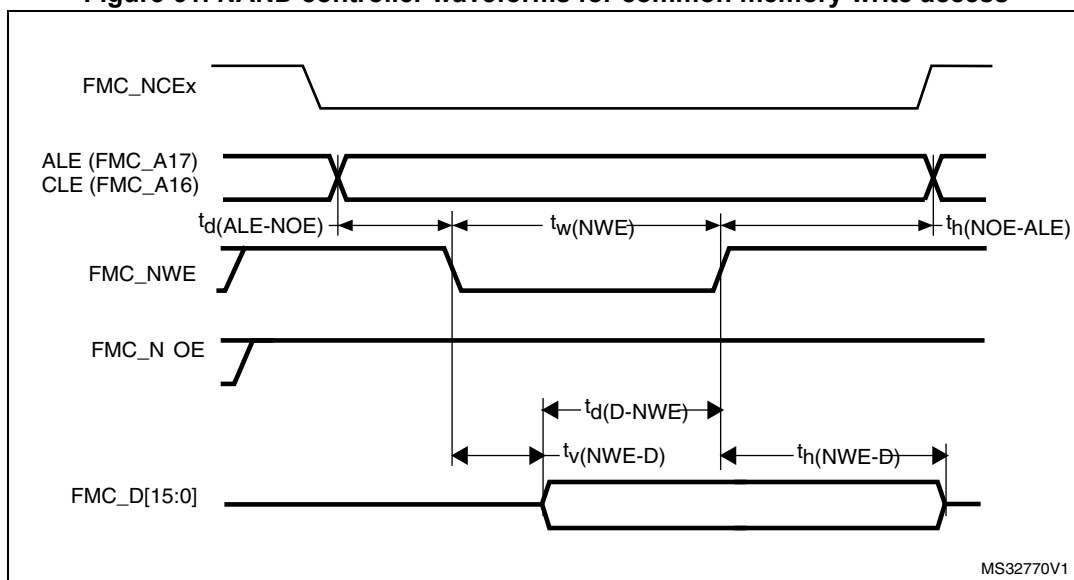 Figure 61. NAND controller waveforms for common memory write access
FMC_NCEx
ALE (FMC_A17)
CLE (FMC_A16)
td(ALE-NOE) tw(NWE) th(NOE-ALE)
FMC_NWE
FMC_N OE
td(D-NWE)
tv(NWE-D) th(NWE-D)
FMC_D[15:0]
MS32770V1